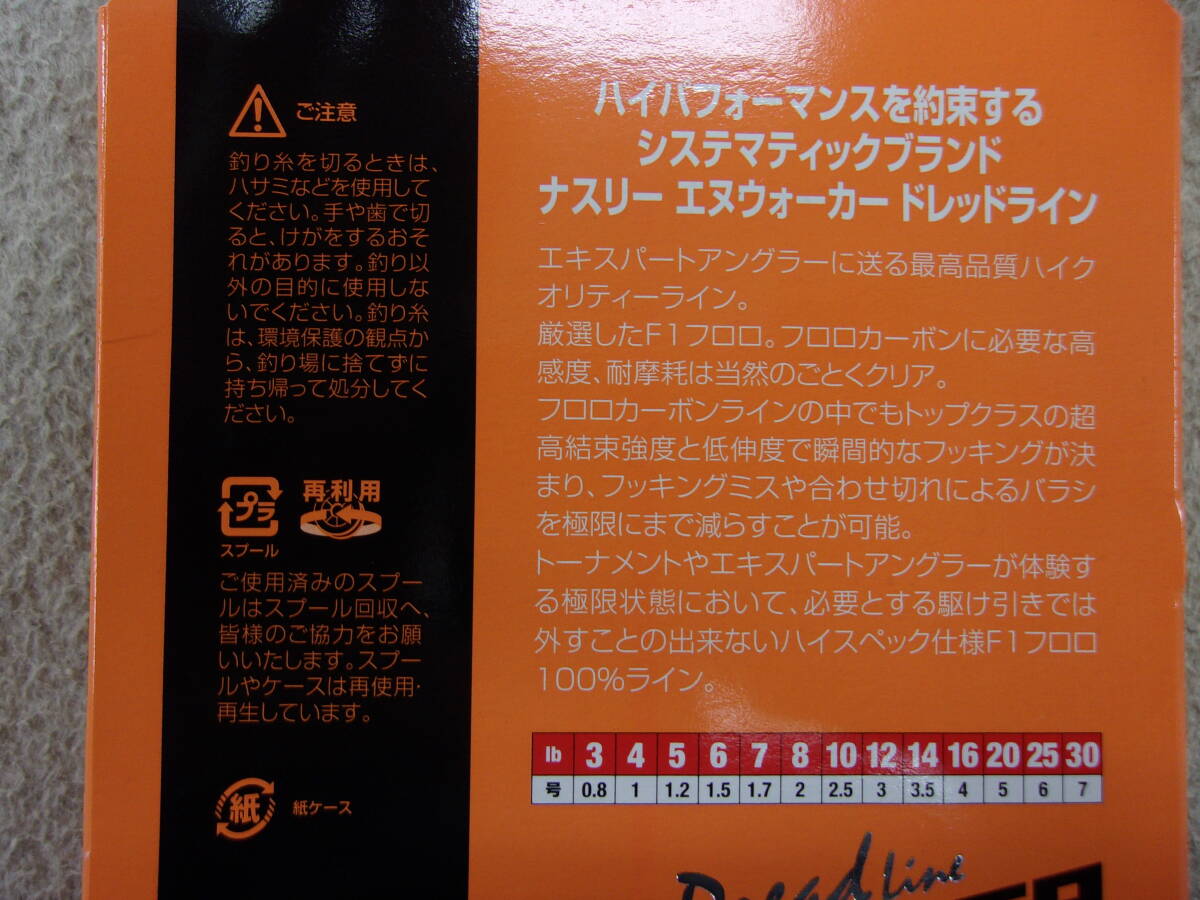 ご注意
釣り糸を切るときは、
ハサミなどを使用して
ください。手や歯で切
ると、けがをするおそ
れがあります。釣り以
外の目的に使用しな
いでください。釣り糸
は、環境保護の観点か
ら、釣り場に捨てずに
持ち帰って処分してく
ださい。
プラ
スプール
再利用
ご使用済みのスプー
ルはスプール回収へ、
皆様のご協力をお願
いいたします。スプー
ルやケースは再使用・
再生しています。
紙
紙ケース
ハイパフォーマンスを約束する
システマティックブランド
ナスリー エヌウォーカー ドレッドライン
エキスパートアングラーに送る最高品質ハイク
オリティーライン。
厳選したF1フロロ。フロロカーボンに必要な高
感度、耐摩耗は当然のごとくクリア。
フロロカーボンラインの中でもトップクラスの超
高結束強度と低伸度で瞬間的なフッキングが決
まり、フッキングミスや合わせ切れによるバラシ
を極限にまで減らすことが可能。
トーナメントやエキスパートアングラーが体験す
る極限状態において、必要とする駆け引きでは
外すことの出来ないハイスペック仕様F1フロロ
100%ライン。
lb 3 4 5 6 7 8 10 12 14 16 20 25 30
号 0.8 1 1.2 1.5 1.7 2 2.5 3 3.5 4 5 6 7
Dread line